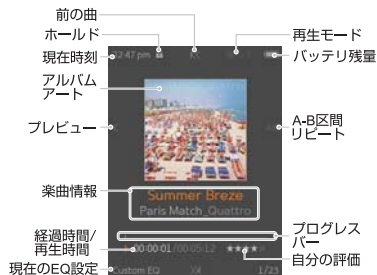 前の曲
ホールド
再生モード
現在時刻
12:47 pm
バッテリ残量
アルバム
アート
プレビュー
A-B区間
リピート
楽曲情報
Summer Breze
Paris Match_Quattro
経過時間/
再生時間
00:00:01/00:05:12
プログレス
バー
自分の評価
現在のEQ設定
Custom EQ
1/23